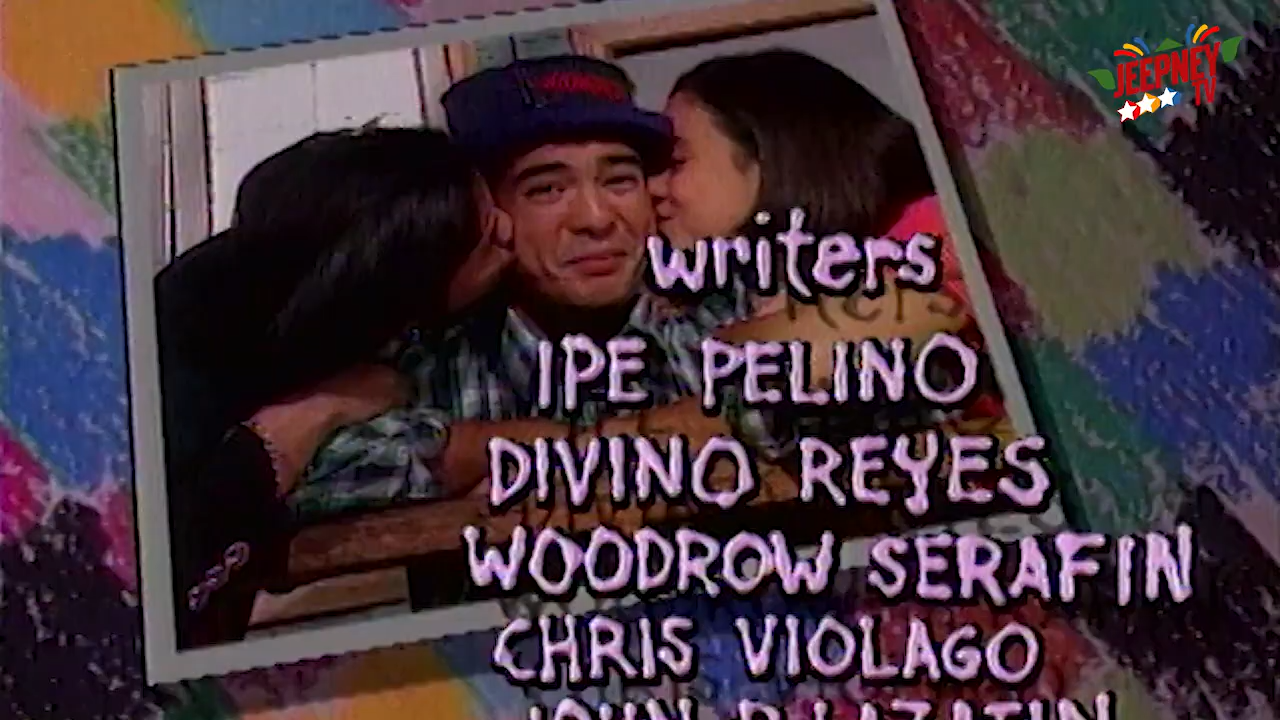 JEEPNEY
TV
writers
IPE PELINO
DIVINO REYES
WOODROW SERAFIN
CHRIS VIOLAGO